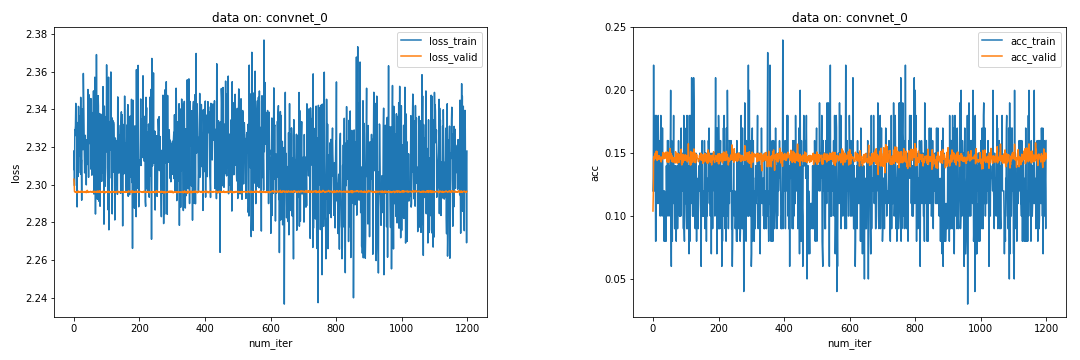 data on: convnet_0
loss
2.38
2.36
2.34
2.32
2.30
2.28
2.26
2.24
loss_train
loss_valid
0 200 400 600 800 1000 1200
num_iter
data on: convnet_0
acc
0.25
0.20
0.15
0.10
0.05
acc_train
acc_valid
0 200 400 600 800 1000 1200
num_iter